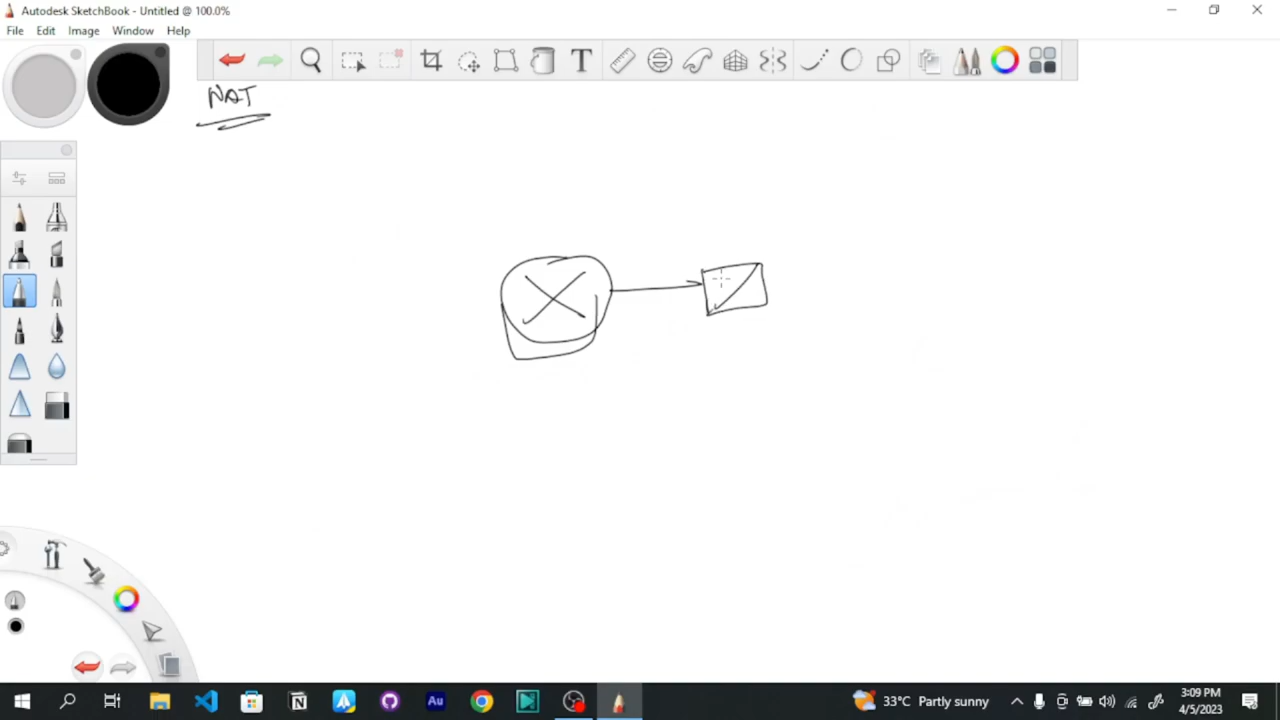 Autodesk SketchBook - Untitled @ 100.0%
File Edit Image Window Help
T
NAT
N
Au
33°C Partly sunny
3:09 PM
4/5/2023